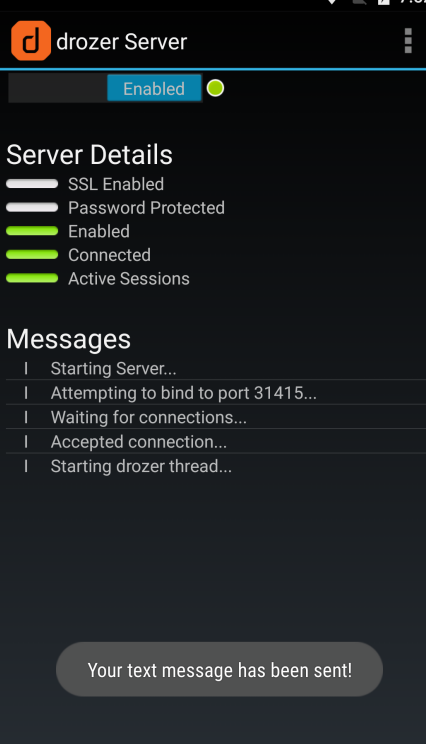 drozer Server
Enabled
Server Details
SSL Enabled
Password Protected
Enabled
Connected
Active Sessions
Messages
I Starting Server...
I Attempting to bind to port 31415...
I Waiting for connections...
I Accepted connection...
I Starting drozer thread...
Your text message has been sent!